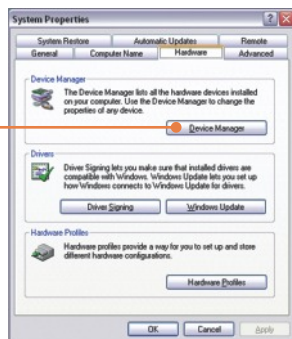 System Properties
System Restore Automatic Updates Remote
General Computer Name Hardware Advanced
Device Manager
The Device Manager lists all the hardware devices installed
on your computer. Use the Device Manager to change the
properties of any device.
Device Manager
Drivers
Driver Signing lets you make sure that installed drivers are
compatible with Windows. Windows Update lets you set up
how Windows connects to Windows Update for drivers.
Driver Signing Windows Update
Hardware Profiles
Hardware profiles provide a way for you to set up and store
different hardware configurations.
Hardware Profiles
OK Cancel Apply